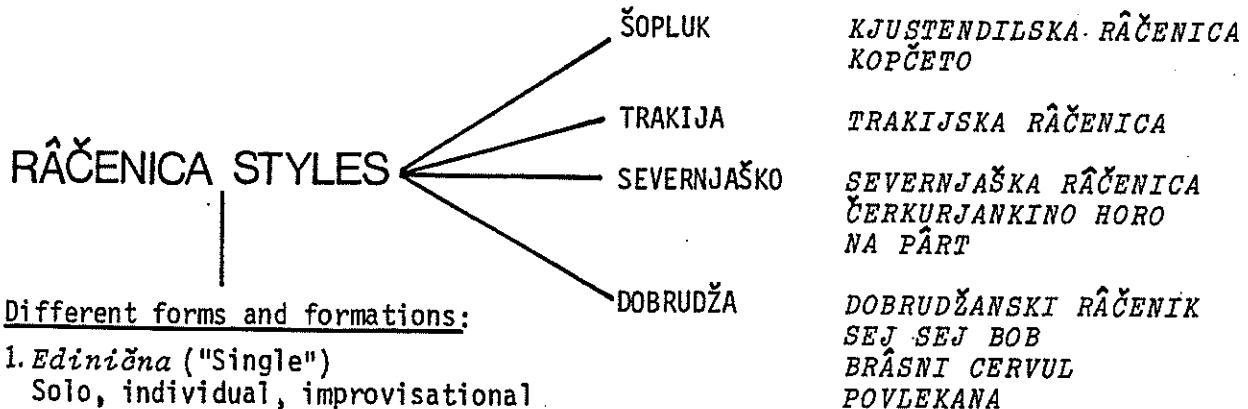 ŠOPLUK KJUSTENDILSKA RÂČENICA
KOPČETO
TRAKIJA TRAKIJSKA RÂČENICA
RÂČENICA STYLES
SEVERNJAŠKO SEVERNJAŠKA RÂČENICA
ČERKURJANKINO HORO
NA PÂRT
DOBRUDŽA DOBRUDŽANSKI RÂČENIK
SEJ SEJ BOB
BRÂSNI CERVUL
POVLEKANA
Different forms and formations:
1. Edinična ("Single")
Solo, individual, improvisational